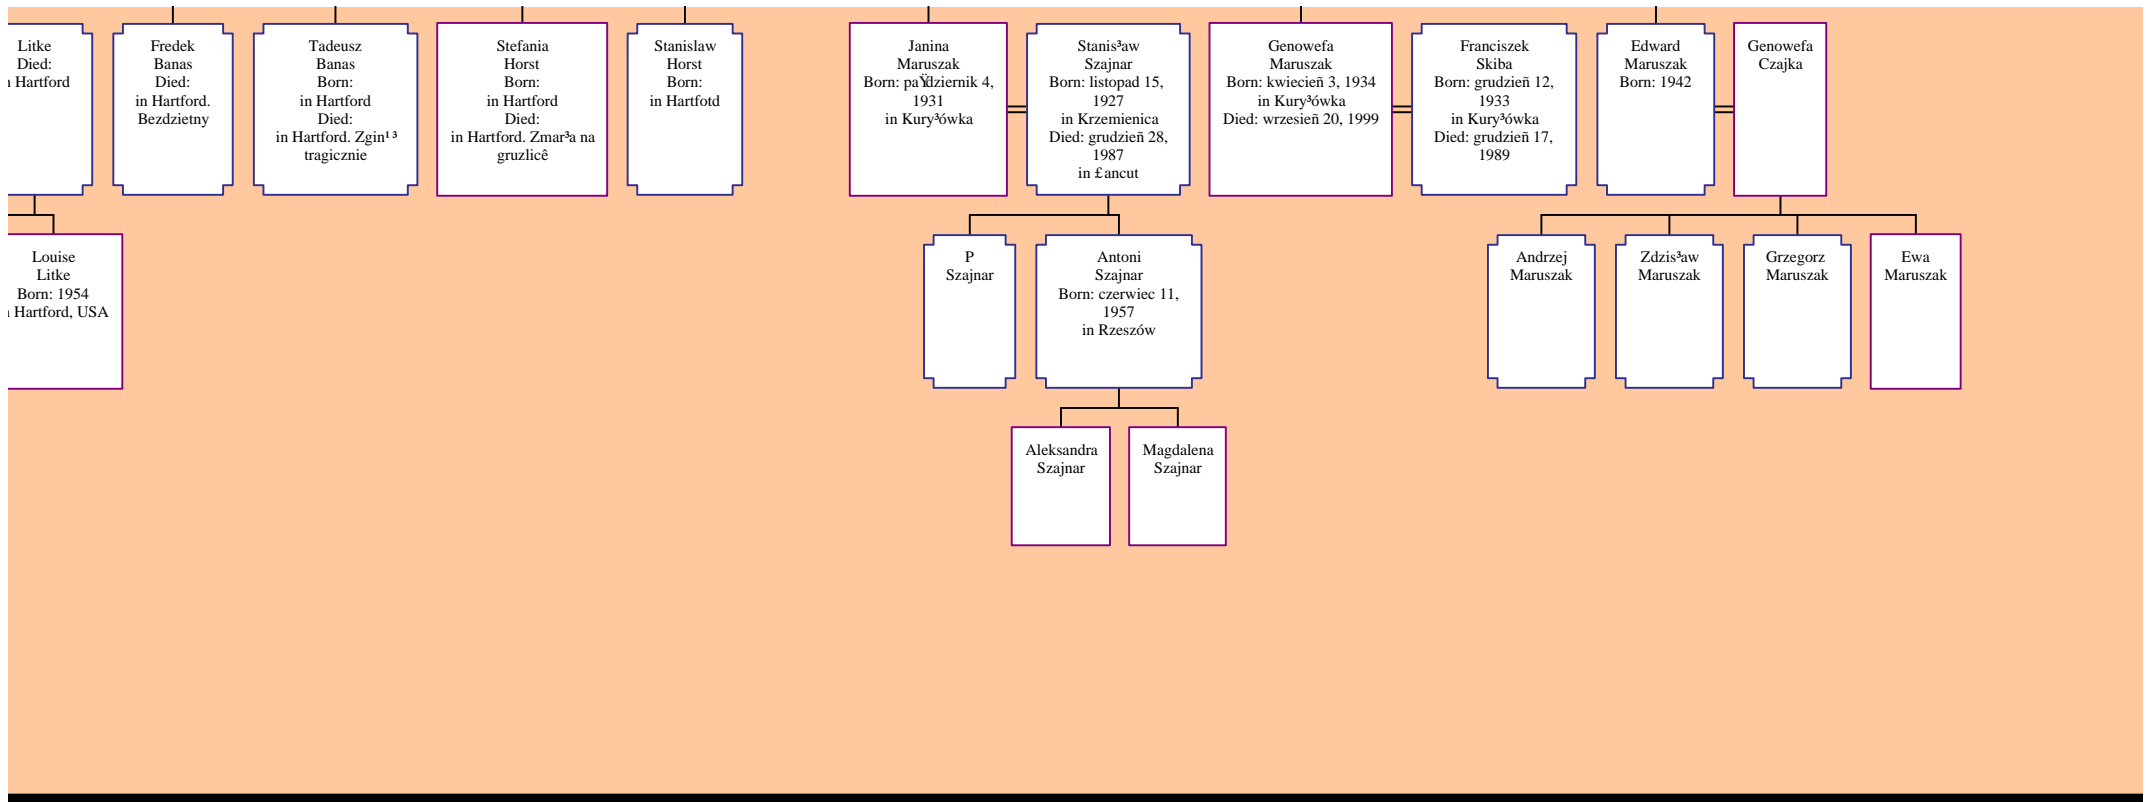 Litke
Died:
Hartford
Fredek
Banas
Died:
in Hartford.
Bezdzietny
Tadeusz
Banas
Born:
in Hartford
Died:
in Hartford. Zgin¹³
tragicznie
Stefania
Horst
Born:
in Hartford
Died:
in Hartford. Zmar³a na
gruzlicê
Stanislaw
Horst
Born:
in Hartfotd
Janina
Maruszak
Born: paŸdziernik 4,
1931
in Kury³ówka
Stanis³aw
Szajnar
Born: listopad 15,
1927
in Krzemienica
Died: grudzieñ 28,
1987
in £ancut
Genowefa
Maruszak
Born: kwiecieñ 3, 1934
in Kury³ówka
Died: wrzesieñ 20, 1999
Franciszek
Skiba
Born: grudzieñ 12,
1933
in Kury³ówka
Died: grudzieñ 17,
1989
Edward
Maruszak
Born: 1942
Genowefa
Czajka
Louise
Litke
Born: 1954
Hartford, USA
P
Szajnar
Antoni
Szajnar
Born: czerwiec 11,
1957
in Rzeszów
Andrzej
Maruszak
Zdzis³aw
Maruszak
Grzegorz
Maruszak
Ewa
Maruszak
Aleksandra
Szajnar
Magdalena
Szajnar